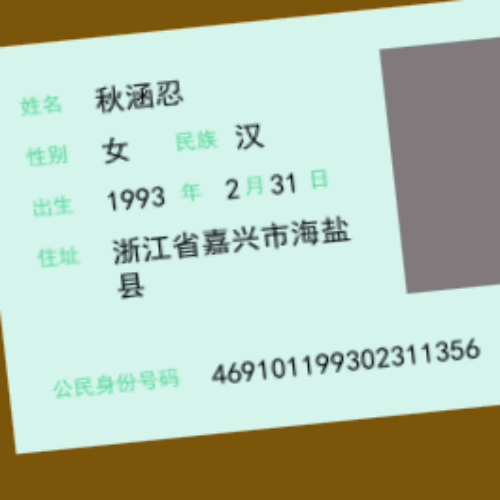 姓名 秋涵忍
性别 女 民族 汉
出生 1993 年 2 月 31 日
住址 浙江省嘉兴市海盐
县
公民身份号码 469101199302311356